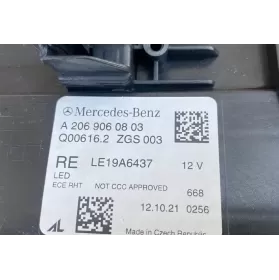 Mercedes-Benz
A 206 906 08 03
Q00616.2 ZGS 003
RE LE19A6437 12 V
LED
ECE RHT NOT CCC APPROVED 668
12.10.21 0256
AL
Made in Czech Republic